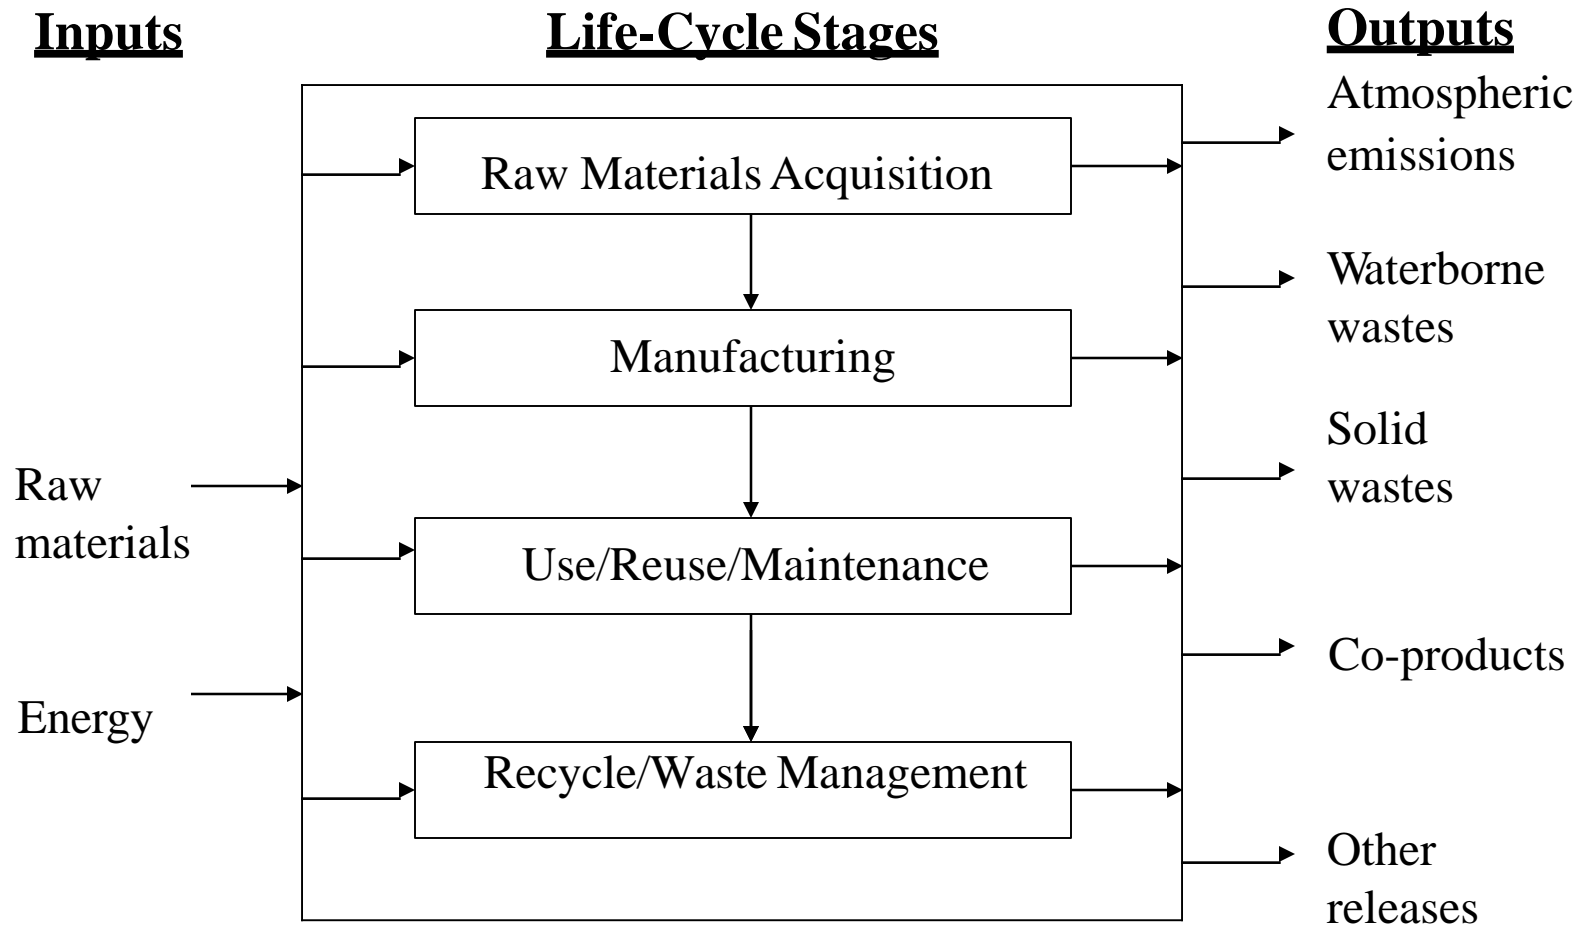 Inputs
Life-Cycle Stages
Outputs
Atmospheric
emissions
Raw Materials Acquisition
Waterborne
wastes
Manufacturing
Solid
wastes
Raw
materials
Use/Reuse/Maintenance
Co-products
Energy
Recycle/Waste Management
Other
releases